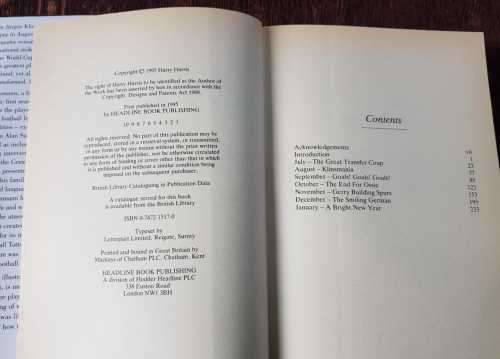 Copyright © 1995 Harry Harris
The right of Harry Harris to be identified as the Author of
the Work has been asserted by him in accordance with the
Copyright, Designs and Patents Act 1988.
First published in 1995
by HEADLINE BOOK PUBLISHING
10 9 8 7 6 5 4 3 2 1
All rights reserved. No part of this publication may be
reproduced, stored in a retrieval system, or transmitted,
in any form or by any means without the prior written
permission of the publisher, nor be otherwise circulated
in any form of binding or cover other than that in which
it is published and without a similar condition being
imposed on the subsequent purchaser.
British Library Cataloguing in Publication Data
A catalogue record for this book
is available from the British Library
ISBN 0-7472-1517-0
Typeset by
Letterpart Limited, Reigate, Surrey
Printed and bound in Great Britain by
Mackays of Chatham PLC, Chatham, Kent
HEADLINE BOOK PUBLISHING
A division of Hodder Headline PLC
338 Euston Road
London NW1 3BH
Contents
Acknowledgements vii
Introduction 1
July – The Great Transfer Coup 23
August – Klinsmania
September – Goals! Goals! Goals!
October – The End For Ossie 123
November – Gerry Building Spurs 153
December – The Smiling German 195
January – A Bright New Year 233